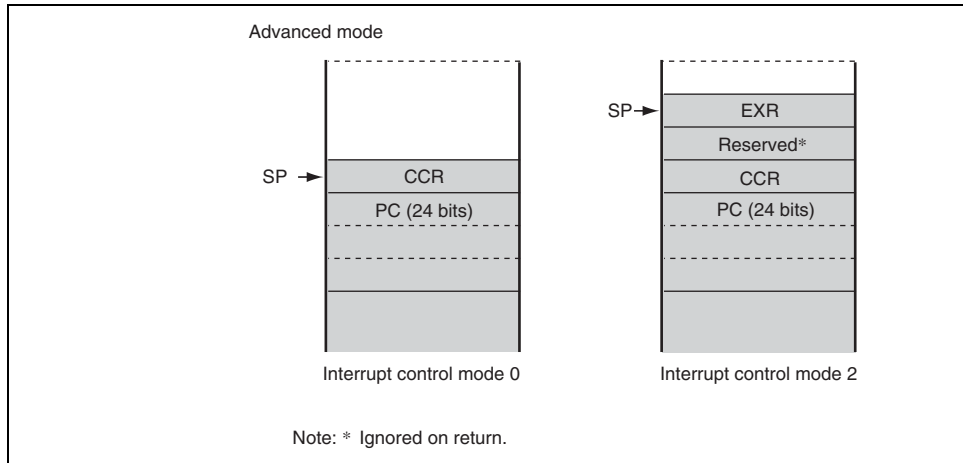 Advanced mode
SP
CCR
PC (24 bits)
Interrupt control mode 0
SP
EXR
Reserved*
CCR
PC (24 bits)
Interrupt control mode 2
Note: * Ignored on return.